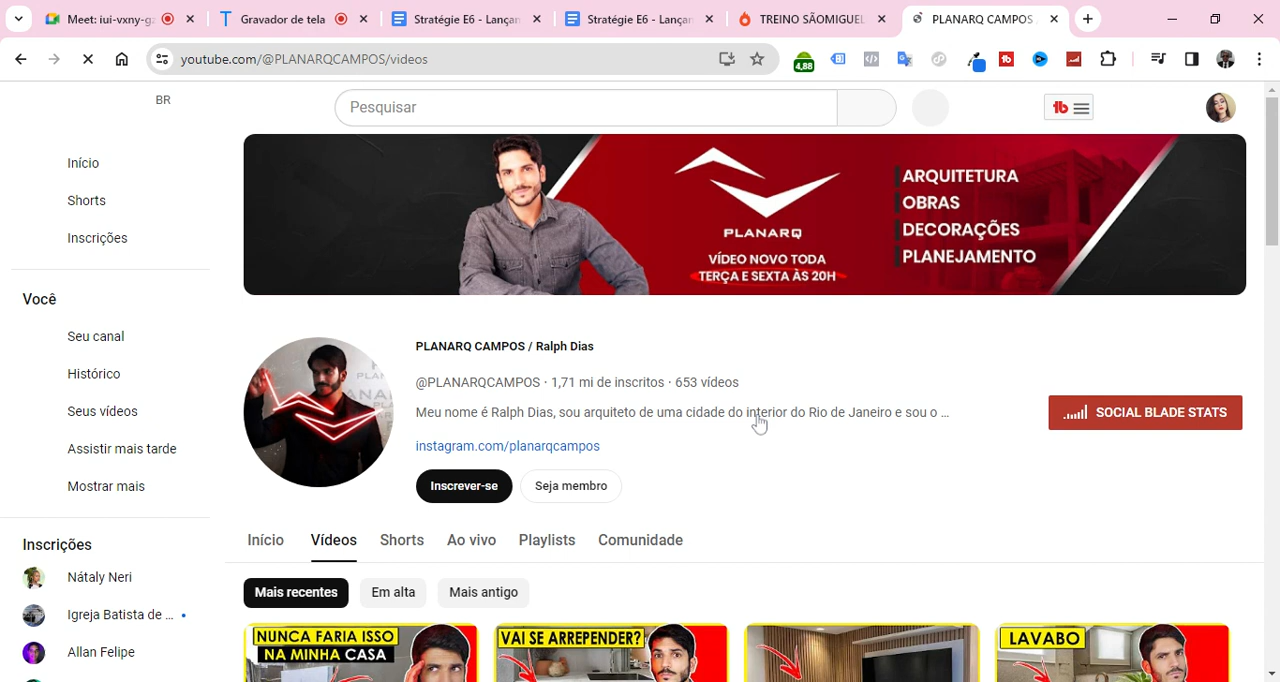 Meet: iui-vxny-g
Gravador de tela
Stratégie E6 - Lançan
Stratégie E6 - Lançan
TREINO SÃOMIGUEL
PLANARQ CAMPOS
youtube.com/@PLANARQCAMPOS/videos
4,88
BR
Pesquisar
Início
Shorts
Inscrições
Você
Seu canal
Histórico
Seus vídeos
Assistir mais tarde
Mostrar mais
Inscrições
Nátaly Neri
Igreja Batista de ...
Allan Felipe
PLANARQ
VÍDEO NOVO TODA
TERÇA E SEXTA ÀS 20H
ARQUITETURA
OBRAS
DECORAÇÕES
PLANEJAMENTO
PLANARQ CAMPOS / Ralph Dias
@PLANARQCAMPOS · 1,71 mi de inscritos · 653 vídeos
Meu nome é Ralph Dias, sou arquiteto de uma cidade do interior do Rio de Janeiro e sou o ...
instagram.com/planarqcampos
Inscrever-se
Seja membro
SOCIAL BLADE STATS
Início
Vídeos
Shorts
Ao vivo
Playlists
Comunidade
Mais recentes
Em alta
Mais antigo
NUNCA FARIA ISSO
NA MINHA CASA
VAI SE ARREPENDER?
LAVABO